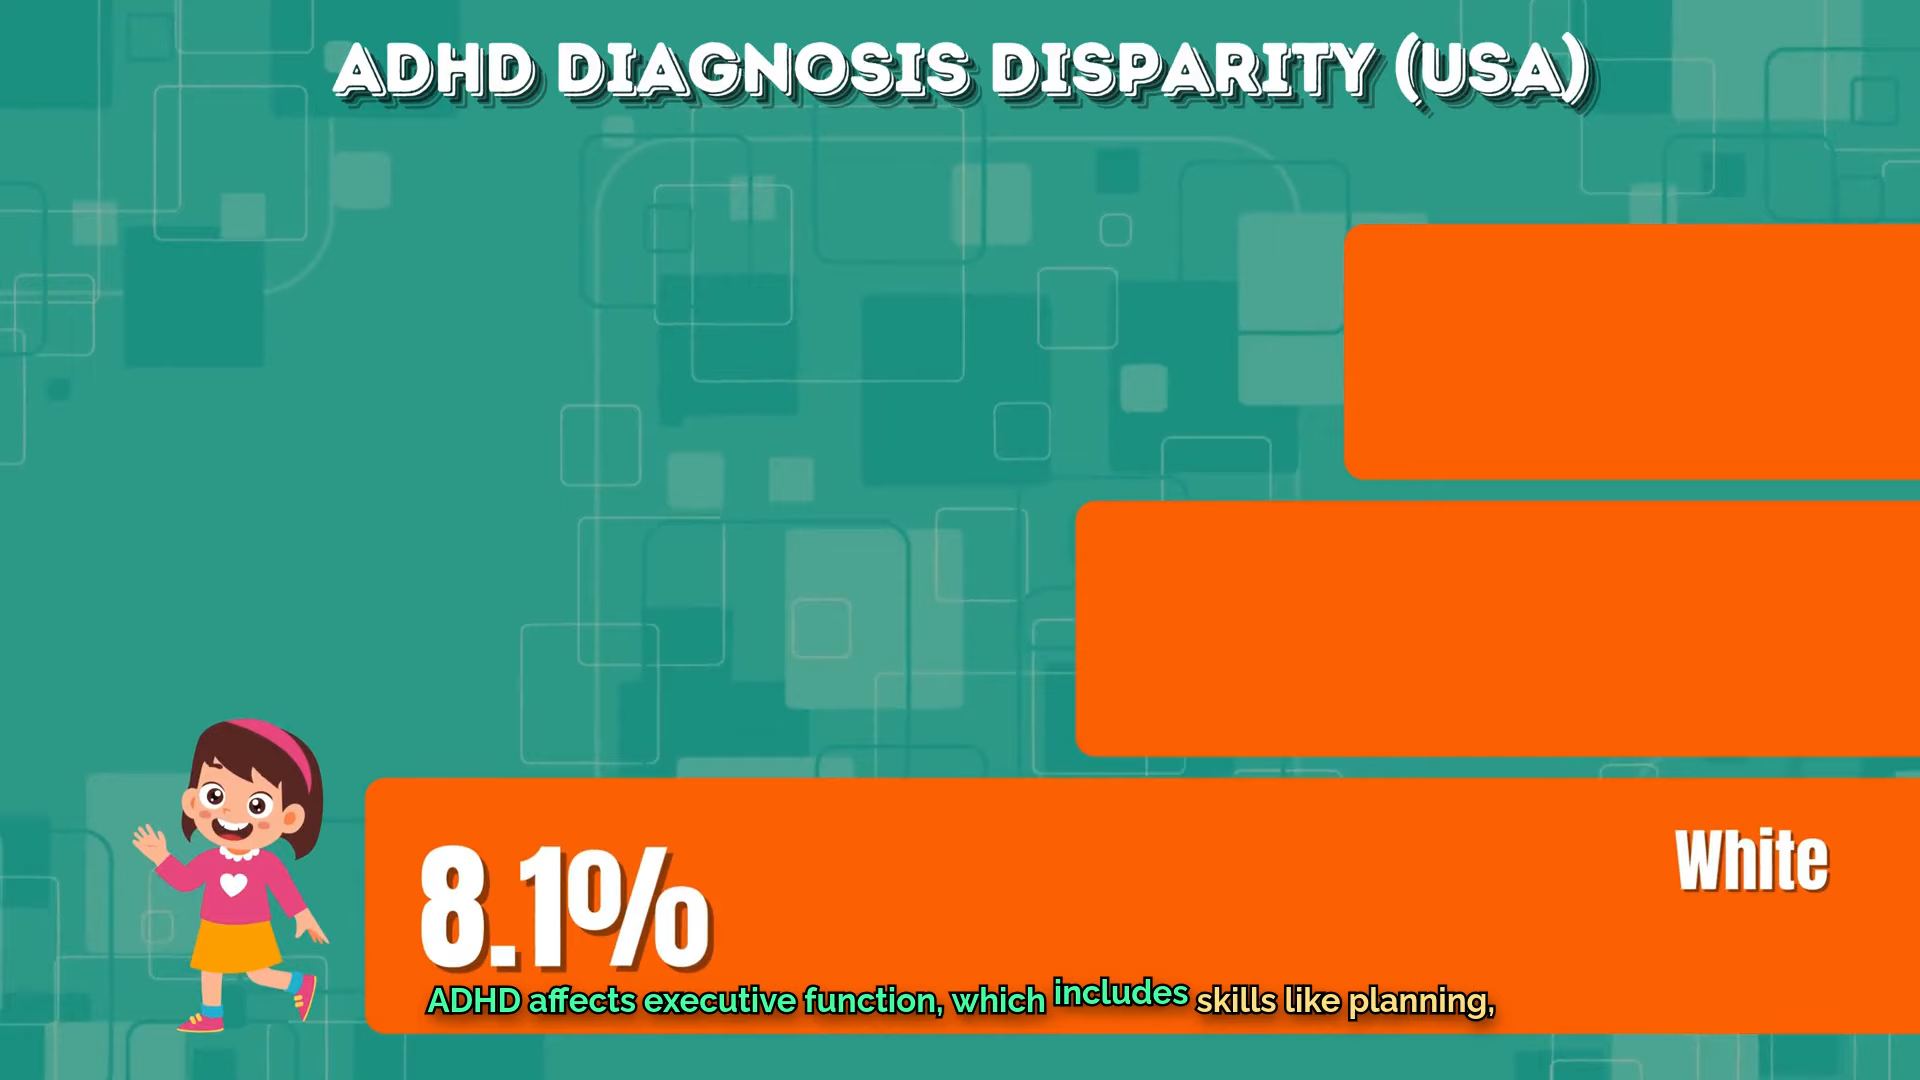 ADHD DIAGNOSIS DISPARITY (USA)
White
8.1%
ADHD affects executive function, which includes skills like planning,